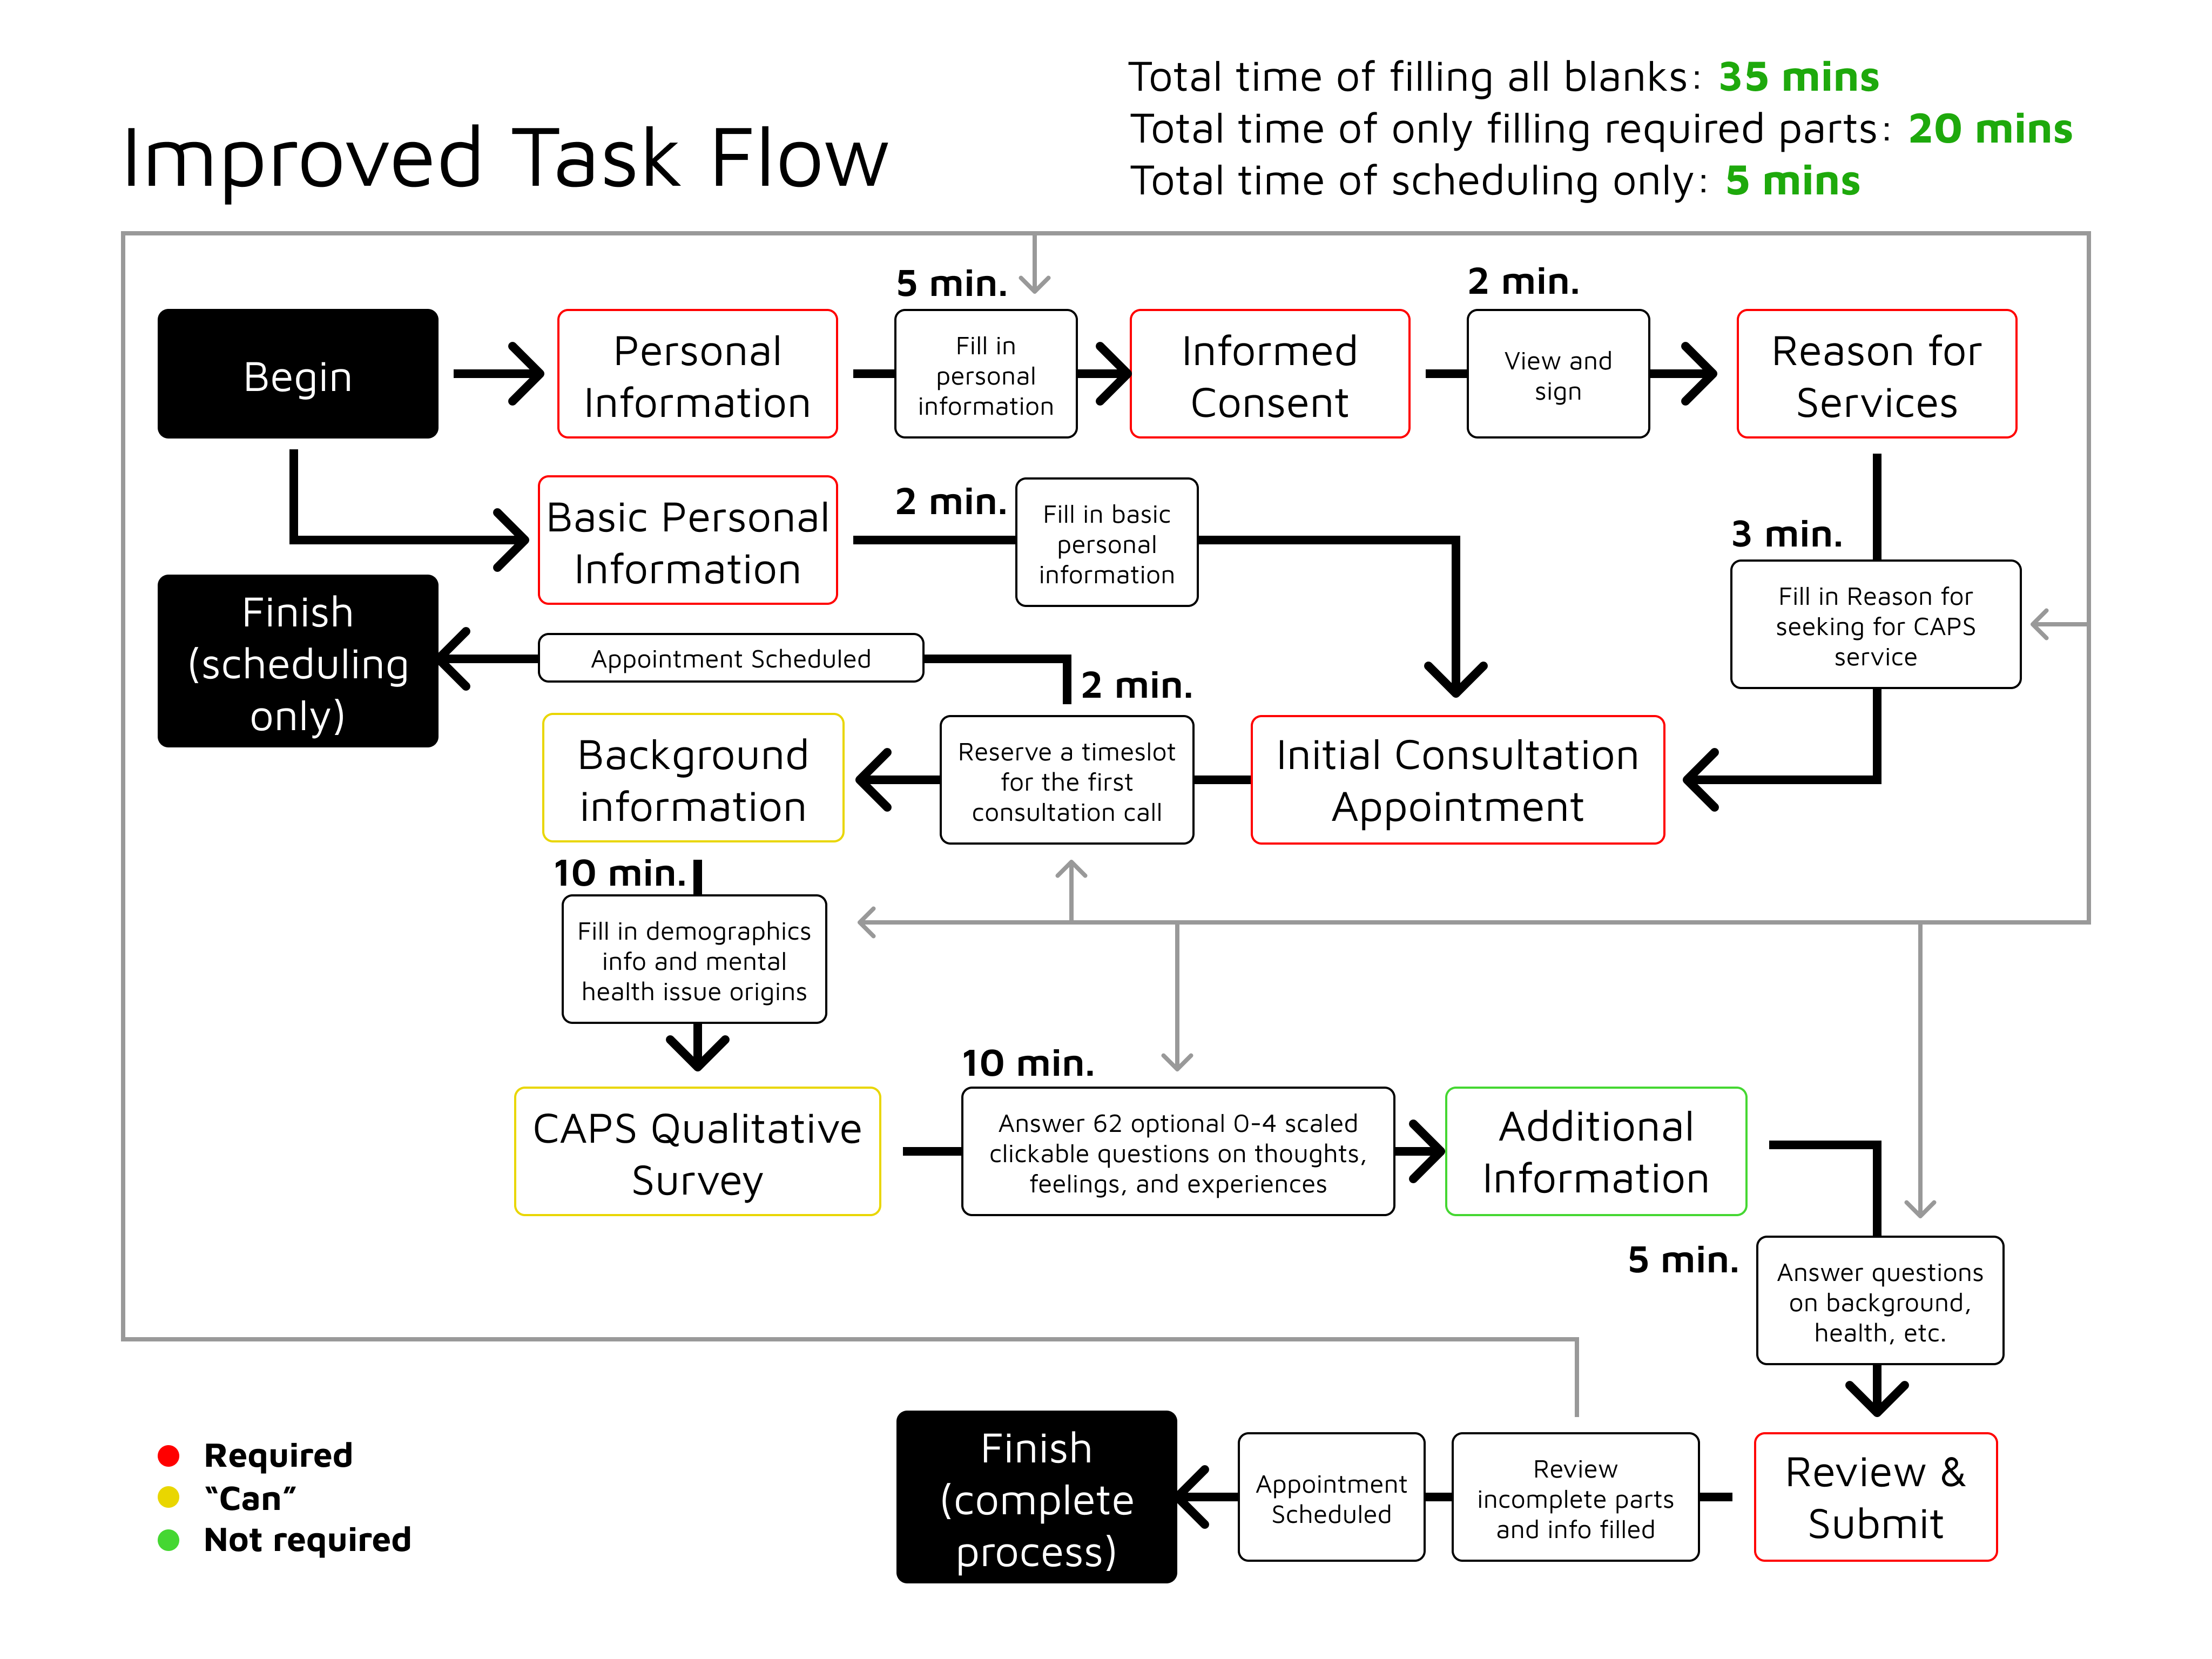 Total time of filling all blanks: 35 mins
Total time of only filling required parts: 20 mins
Total time of scheduling only: 5 mins
Improved Task Flow
Begin
Personal
Information
5 min.
Fill in
personal
information
Informed
Consent
2 min.
View and
sign
Reason for
Services
Basic Personal
Information
2 min.
Fill in basic
personal
information
3 min.
Fill in Reason for
seeking for CAPS
service
Finish
(scheduling
only)
Appointment Scheduled
2 min.
Background
information
Reserve a timeslot
for the first
consultation call
Initial Consultation
Appointment
10 min.
Fill in demographics
info and mental
health issue origins
CAPS Qualitative
Survey
10 min.
Answer 62 optional 0-4 scaled
clickable questions on thoughts,
feelings, and experiences
Additional
Information
5 min.
Answer questions
on background,
health, etc.
Finish
(complete
process)
Appointment
Scheduled
Review
incomplete parts
and info filled
Review &
Submit
Required
“Can”
Not required